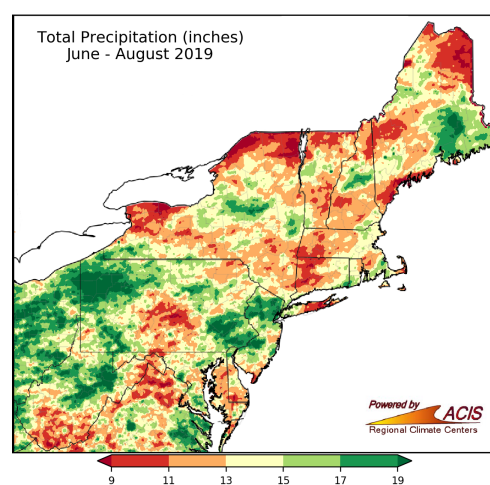 Total Precipitation (inches)
June - August 2019
Powered by
ACIS
Regional Climate Centers
9 11 13 15 17 19